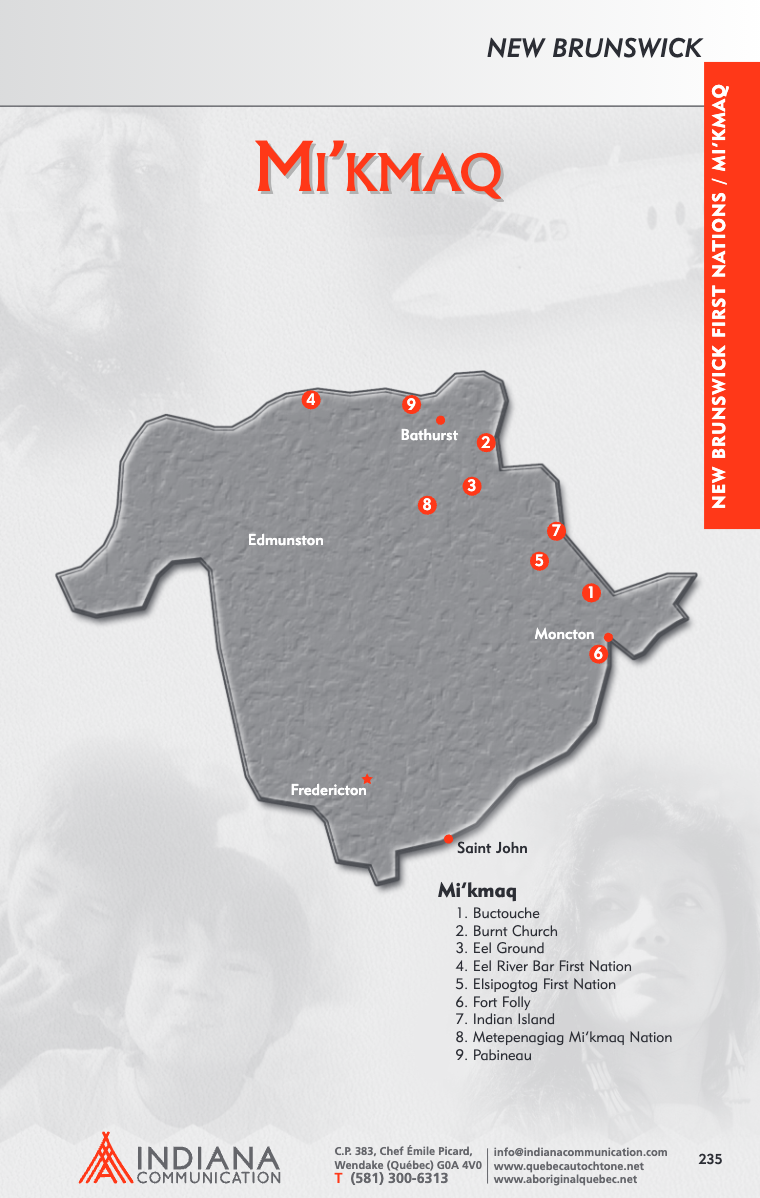 NEW BRUNSWICK
NEW BRUNSWICK FIRST NATIONS / MI'KMAQ
MI'KMAQ
4
9
Bathurst
2
3
8
7
Edmunston
5
1
Moncton
6
Fredericton
Saint John
Mi'kmaq
1. Buctouche
2. Burnt Church
3. Eel Ground
4. Eel River Bar First Nation
5. Elsipogtog First Nation
6. Fort Folly
7. Indian Island
8. Metepenagiag Mi'kmaq Nation
9. Pabineau
INDIANA
COMMUNICATION
C.P. 383, Chef Émile Picard,
Wendake (Québec) G0A 4V0
T (581) 300-6313
info@indianacommunication.com
www.quebecautochtone.net
www.aboriginalquebec.net
235